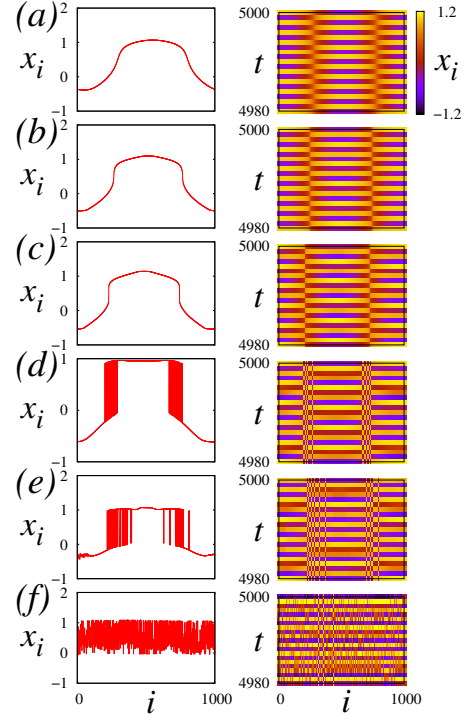 (a) 2 1 0 −1 x_i 5000 t 4980 1.2 x_i −1.2
(b) 2 1 0 −1 x_i 5000 t 4980
(c) 2 1 0 −1 x_i 5000 t 4980
(d) 1 0 −1 x_i 5000 t 4980
(e) 2 1 0 −1 x_i 5000 t 4980
(f) 2 1 0 −1 x_i 5000 t 4980
0 i 1000 0 i 1000